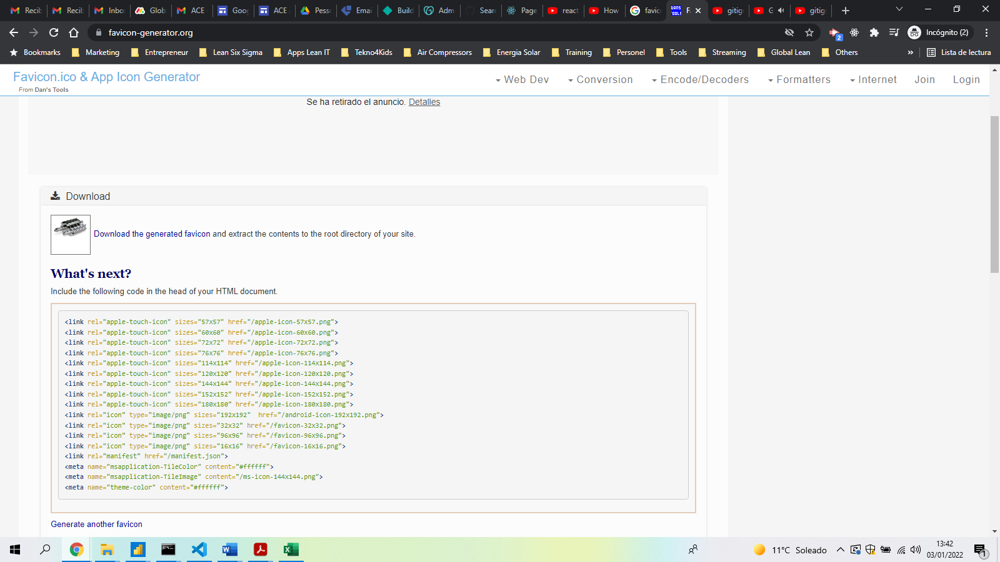 Recib
Recib
Inbo
Glob
ACE
Goog
ACE
Pess
Emai
Build
Adm
Sear
Page
react
How
favic
F
gitig
G
gitig
favicon-generator.org
2
Incógnito (2)
Bookmarks
Marketing
Entrepreneur
Lean Six Sigma
Apps Lean IT
Tekno4Kids
Air Compressors
Energia Solar
Training
Personel
Tools
Streaming
Global Lean
Others
»
Lista de lectura
Favicon.ico & App Icon Generator
From Dan's Tools
Web Dev
Conversion
Encode/Decoders
Formatters
Internet
Join
Login
Se ha retirado el anuncio. Detalles
Download
Download the generated favicon and extract the contents to the root directory of your site.
What's next?
Include the following code in the head of your HTML document.
<link rel="apple-touch-icon" sizes="57x57" href="/apple-icon-57x57.png">
<link rel="apple-touch-icon" sizes="60x60" href="/apple-icon-60x60.png">
<link rel="apple-touch-icon" sizes="72x72" href="/apple-icon-72x72.png">
<link rel="apple-touch-icon" sizes="76x76" href="/apple-icon-76x76.png">
<link rel="apple-touch-icon" sizes="114x114" href="/apple-icon-114x114.png">
<link rel="apple-touch-icon" sizes="120x120" href="/apple-icon-120x120.png">
<link rel="apple-touch-icon" sizes="144x144" href="/apple-icon-144x144.png">
<link rel="apple-touch-icon" sizes="152x152" href="/apple-icon-152x152.png">
<link rel="apple-touch-icon" sizes="180x180" href="/apple-icon-180x180.png">
<link rel="icon" type="image/png" sizes="192x192"  href="/android-icon-192x192.png">
<link rel="icon" type="image/png" sizes="32x32" href="/favicon-32x32.png">
<link rel="icon" type="image/png" sizes="96x96" href="/favicon-96x96.png">
<link rel="icon" type="image/png" sizes="16x16" href="/favicon-16x16.png">
<link rel="manifest" href="/manifest.json">
<meta name="msapplication-TileColor" content="#ffffff">
<meta name="msapplication-TileImage" content="/ms-icon-144x144.png">
<meta name="theme-color" content="#ffffff">
Generate another favicon
11°C Soleado
13:42
03/01/2022
1